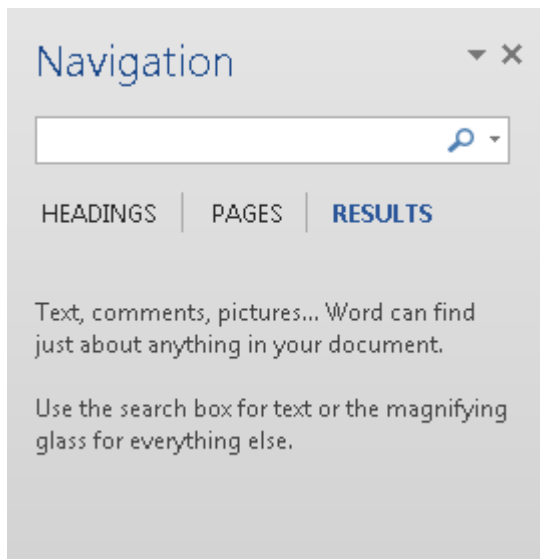 Navigation
HEADINGS PAGES RESULTS
Text, comments, pictures... Word can find
just about anything in your document.
Use the search box for text or the magnifying
glass for everything else.